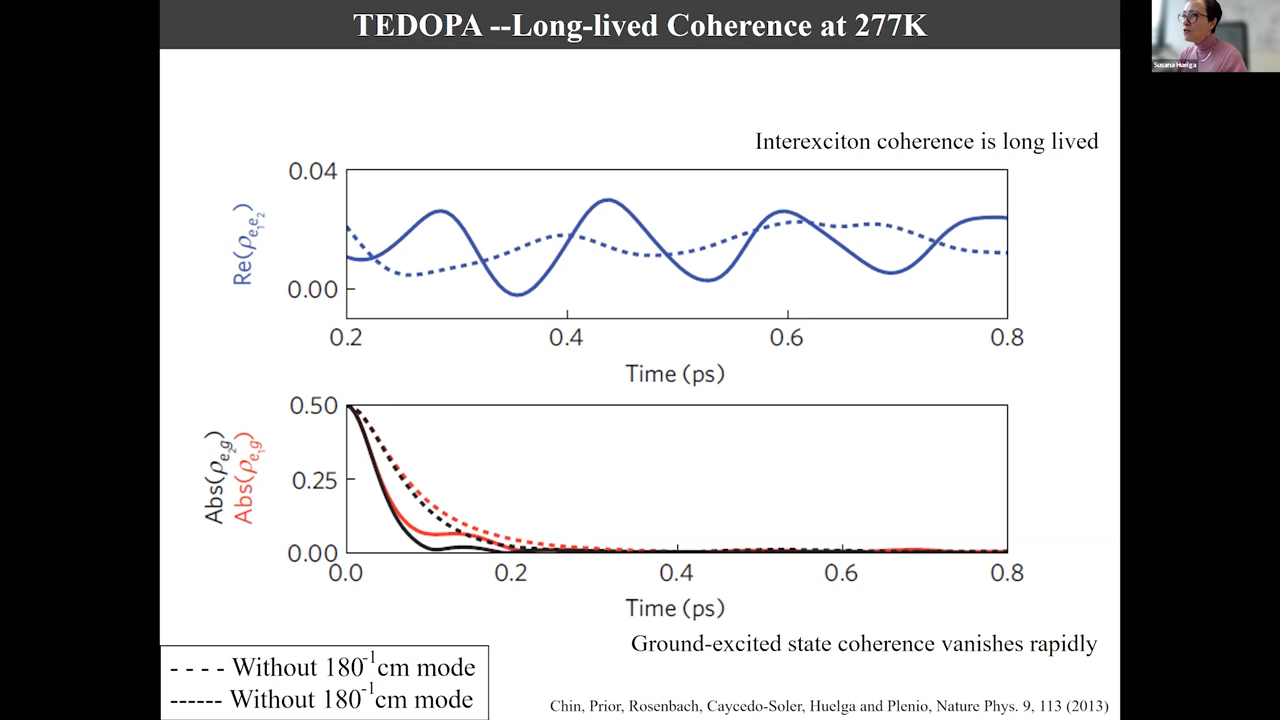 TEDOPA --Long-lived Coherence at 277K
Susana Huelga
Interexciton coherence is long lived
0.04
0.00
Re(ρe1e2)
0.2 0.4 0.6 0.8
Time (ps)
0.50
0.25
0.00
Abs(ρe2g)
Abs(ρe1g)
0.0 0.2 0.4 0.6 0.8
Time (ps)
Ground-excited state coherence vanishes rapidly
- - - - Without 180-1cm mode
------ Without 180-1cm mode
Chin, Prior, Rosenbach, Caycedo-Soler, Huelga and Plenio, Nature Phys. 9, 113 (2013)